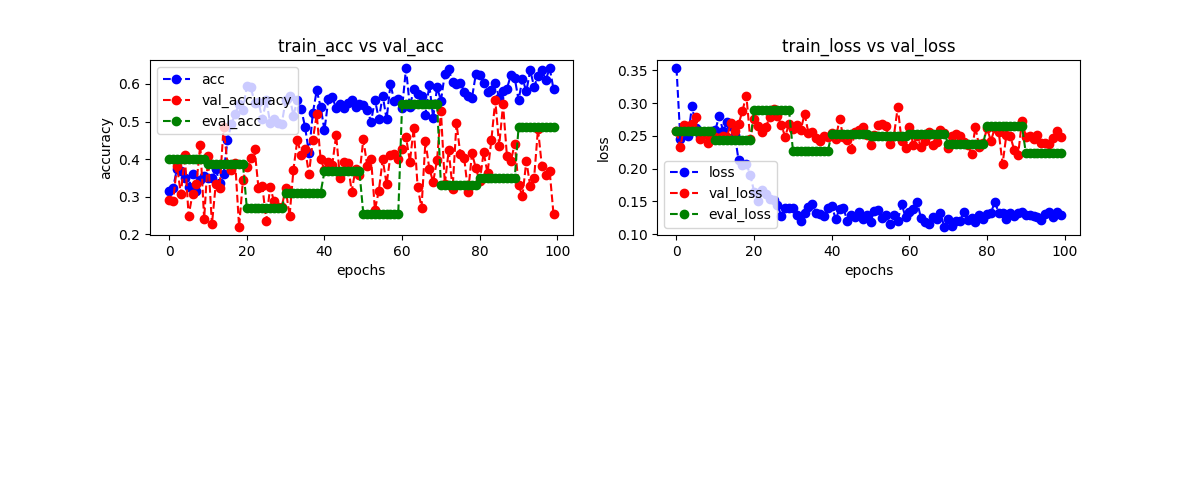 train_acc vs val_acc
accuracy
0.6
0.5
0.4
0.3
0.2
acc
val_accuracy
eval_acc
0 20 40 60 80 100
epochs
train_loss vs val_loss
loss
0.35
0.30
0.25
0.20
0.15
0.10
loss
val_loss
eval_loss
0 20 40 60 80 100
epochs